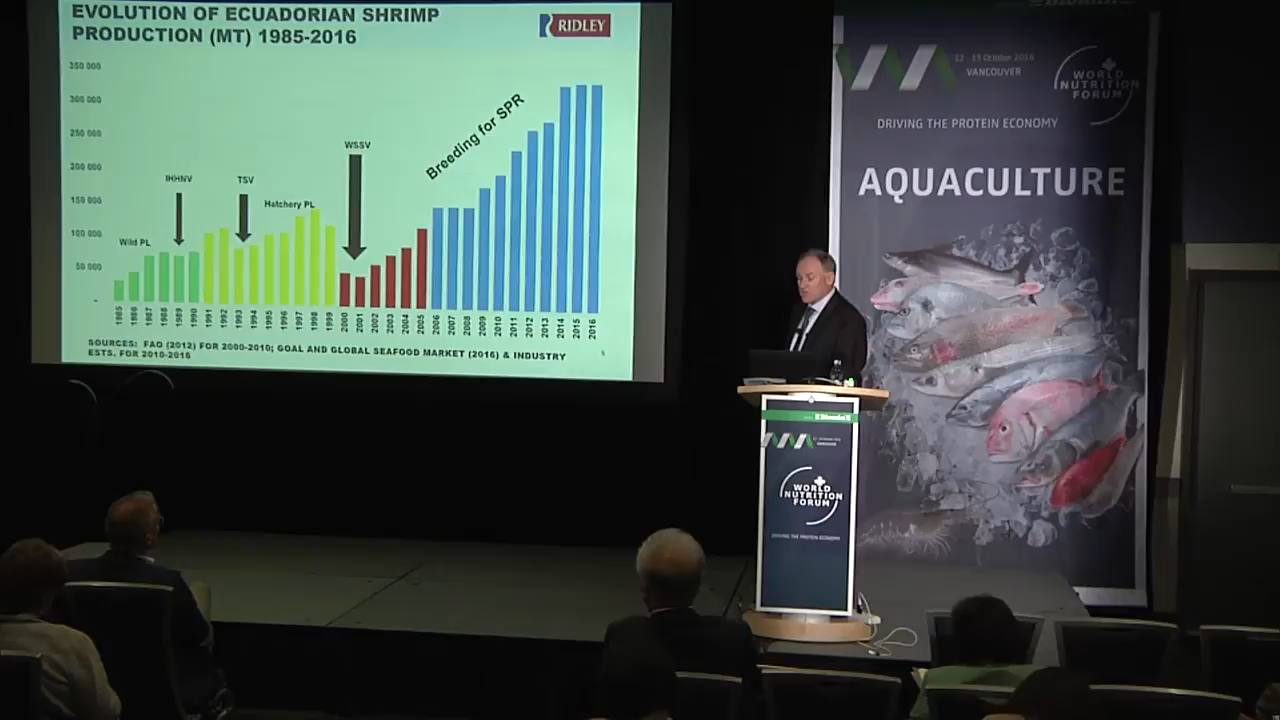 EVOLUTION OF ECUADORIAN SHRIMP
PRODUCTION (MT) 1985-2016
RIDLEY
350 000
300 000
250 000
200 000
150 000
100 000
50 000
-
Wild PL
IHHNV
TSV
Hatchery PL
WSSV
Breeding for SPR
1985
1986
1987
1988
1989
1990
1991
1992
1993
1994
1995
1996
1997
1998
1999
2000
2001
2002
2003
2004
2005
2006
2007
2008
2009
2010
2011
2012
2013
2014
2015
2016
SOURCES: FAO (2012) FOR 2000-2010; GOAL AND GLOBAL SEAFOOD MARKET (2016) & INDUSTRY
ESTS, FOR 2010-2016
12 - 15 October 2016
VANCOUVER
WORLD
NUTRITION
FORUM
DRIVING THE PROTEIN ECONOMY
AQUACULTURE
VANCOUVER
WORLD
NUTRITION
FORUM
DRIVING THE PROTEIN ECONOMY